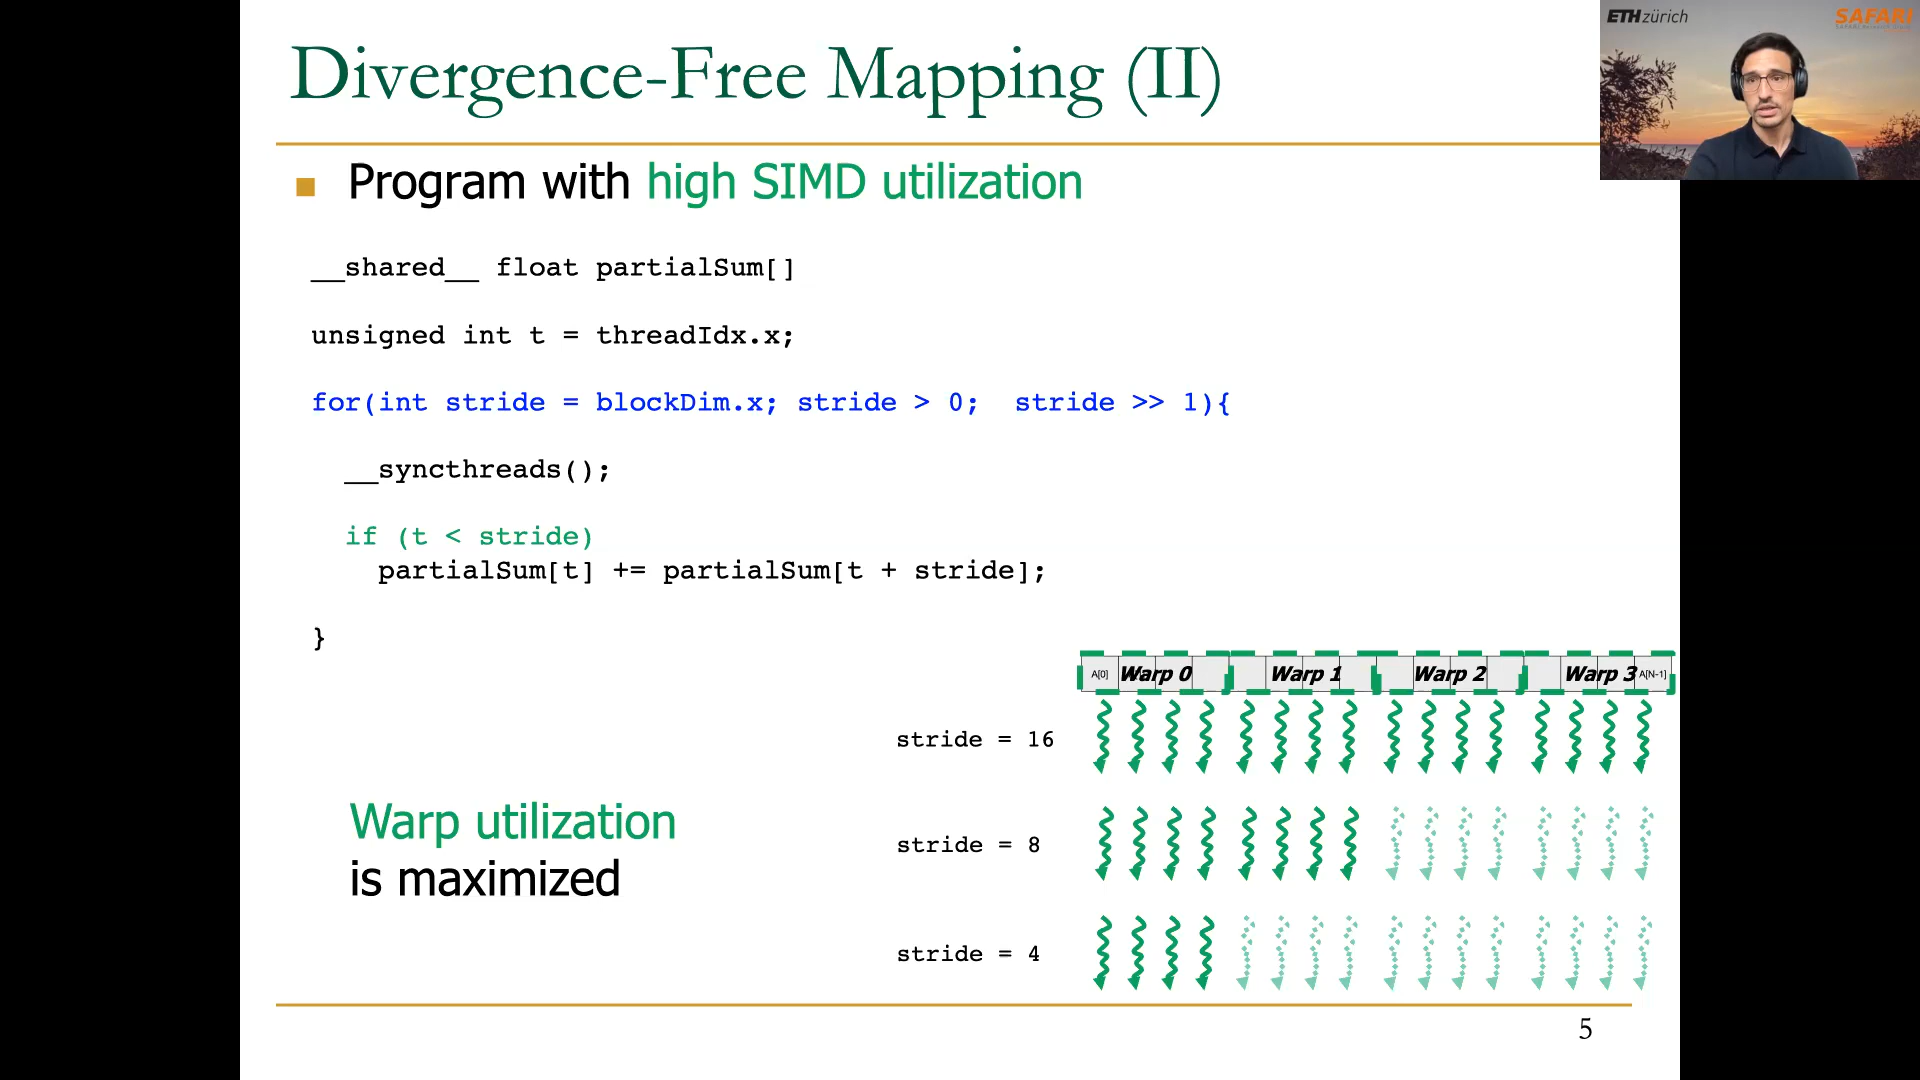 Divergence-Free Mapping (II)
ETH zürich
SAFARI
Program with high SIMD utilization
__shared__ float partialSum[]
unsigned int t = threadIdx.x;
for(int stride = blockDim.x; stride > 0;  stride >> 1){
__syncthreads();
if (t < stride)
partialSum[t] += partialSum[t + stride];
}
A[0] Warp 0 Warp 1 Warp 2 Warp 3 A[N-1]
stride = 16
stride = 8
stride = 4
Warp utilization
is maximized
5